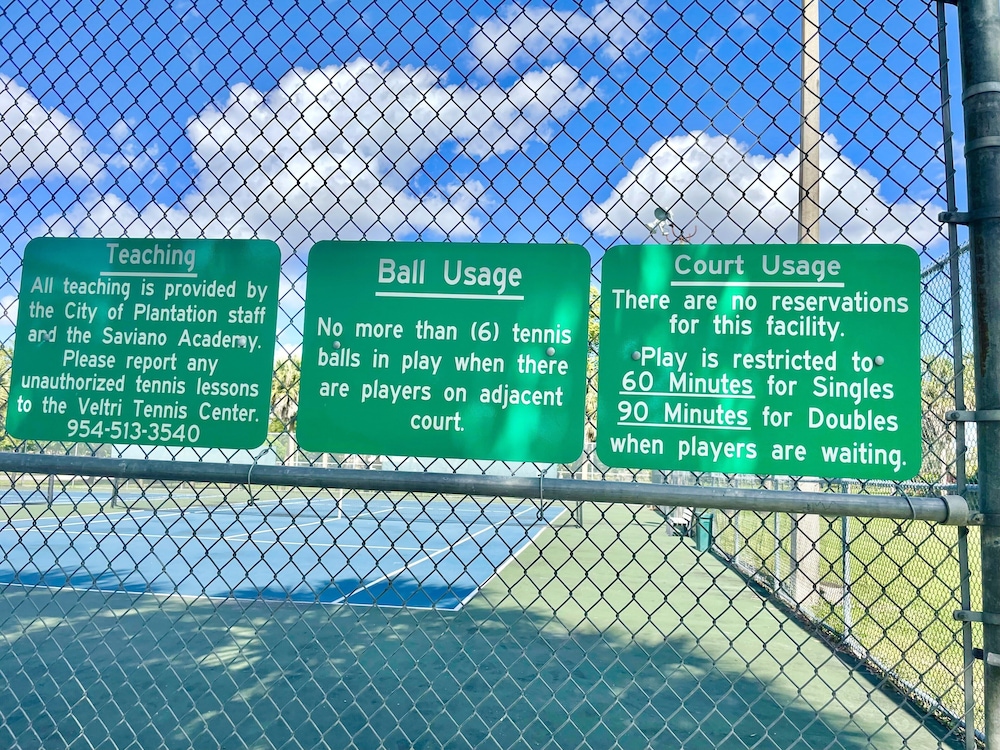 Teaching
All teaching is provided by
the City of Plantation staff
and the Saviano Academy.
Please report any
unauthorized tennis lessons
to the Veltri Tennis Center.
954-513-3540
Ball Usage
No more than (6) tennis
balls in play when there
are players on adjacent
court.
Court Usage
There are no reservations
for this facility.
Play is restricted to
60 Minutes for Singles
90 Minutes for Doubles
when players are waiting.